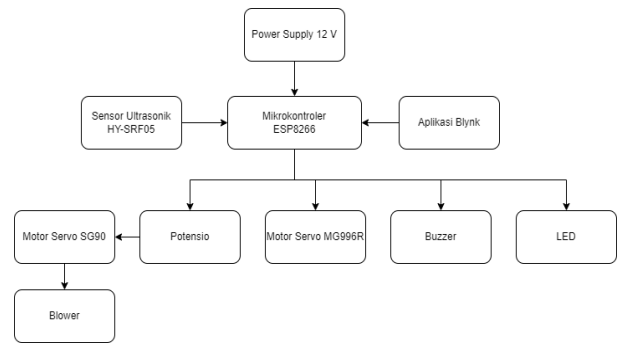 Power Supply 12 V
Sensor Ultrasonik
HY-SRF05
Mikrokontroler
ESP8266
Aplikasi Blynk
Motor Servo SG90
Potensio
Motor Servo MG996R
Buzzer
LED
Blower